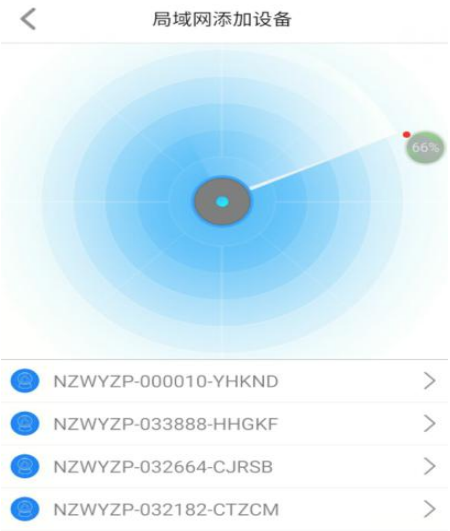 局域网添加设备
66%
NZWYZP-000010-YHKND
NZWYZP-033888-HHGKF
NZWYZP-032664-CJRSB
NZWYZP-032182-CTZCM